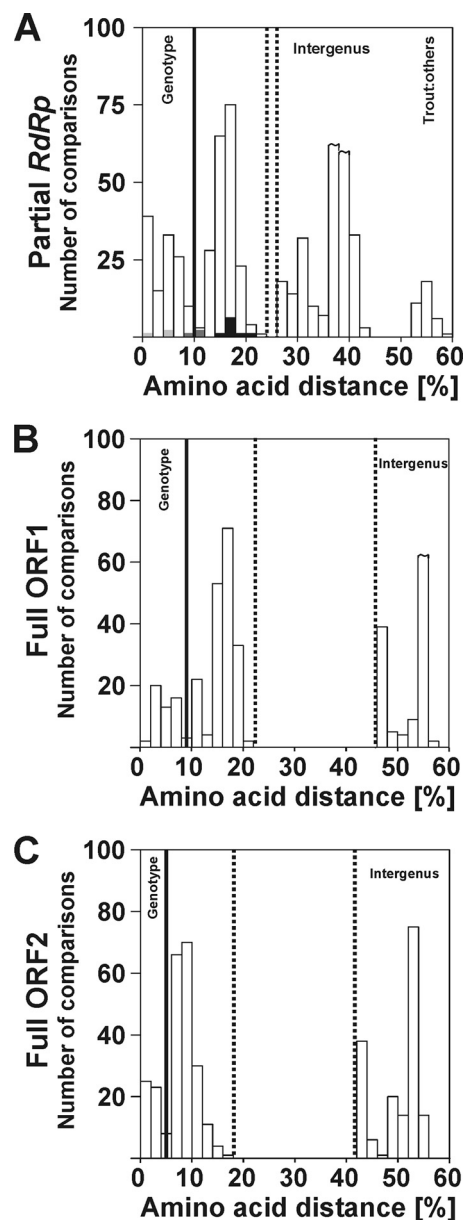 A
Partial RdRp
Number of comparisons
100
75
50
25
Genotype
Intergenus
Trout:others
0 10 20 30 40 50 60
Amino acid distance [%]
B
Full ORF1
Number of comparisons
100
80
60
40
20
Genotype
Intergenus
0 10 20 30 40 50 60
Amino acid distance [%]
C
Full ORF2
Number of comparisons
100
80
60
40
20
Genotype
Intergenus
0 10 20 30 40 50 60
Amino acid distance [%]